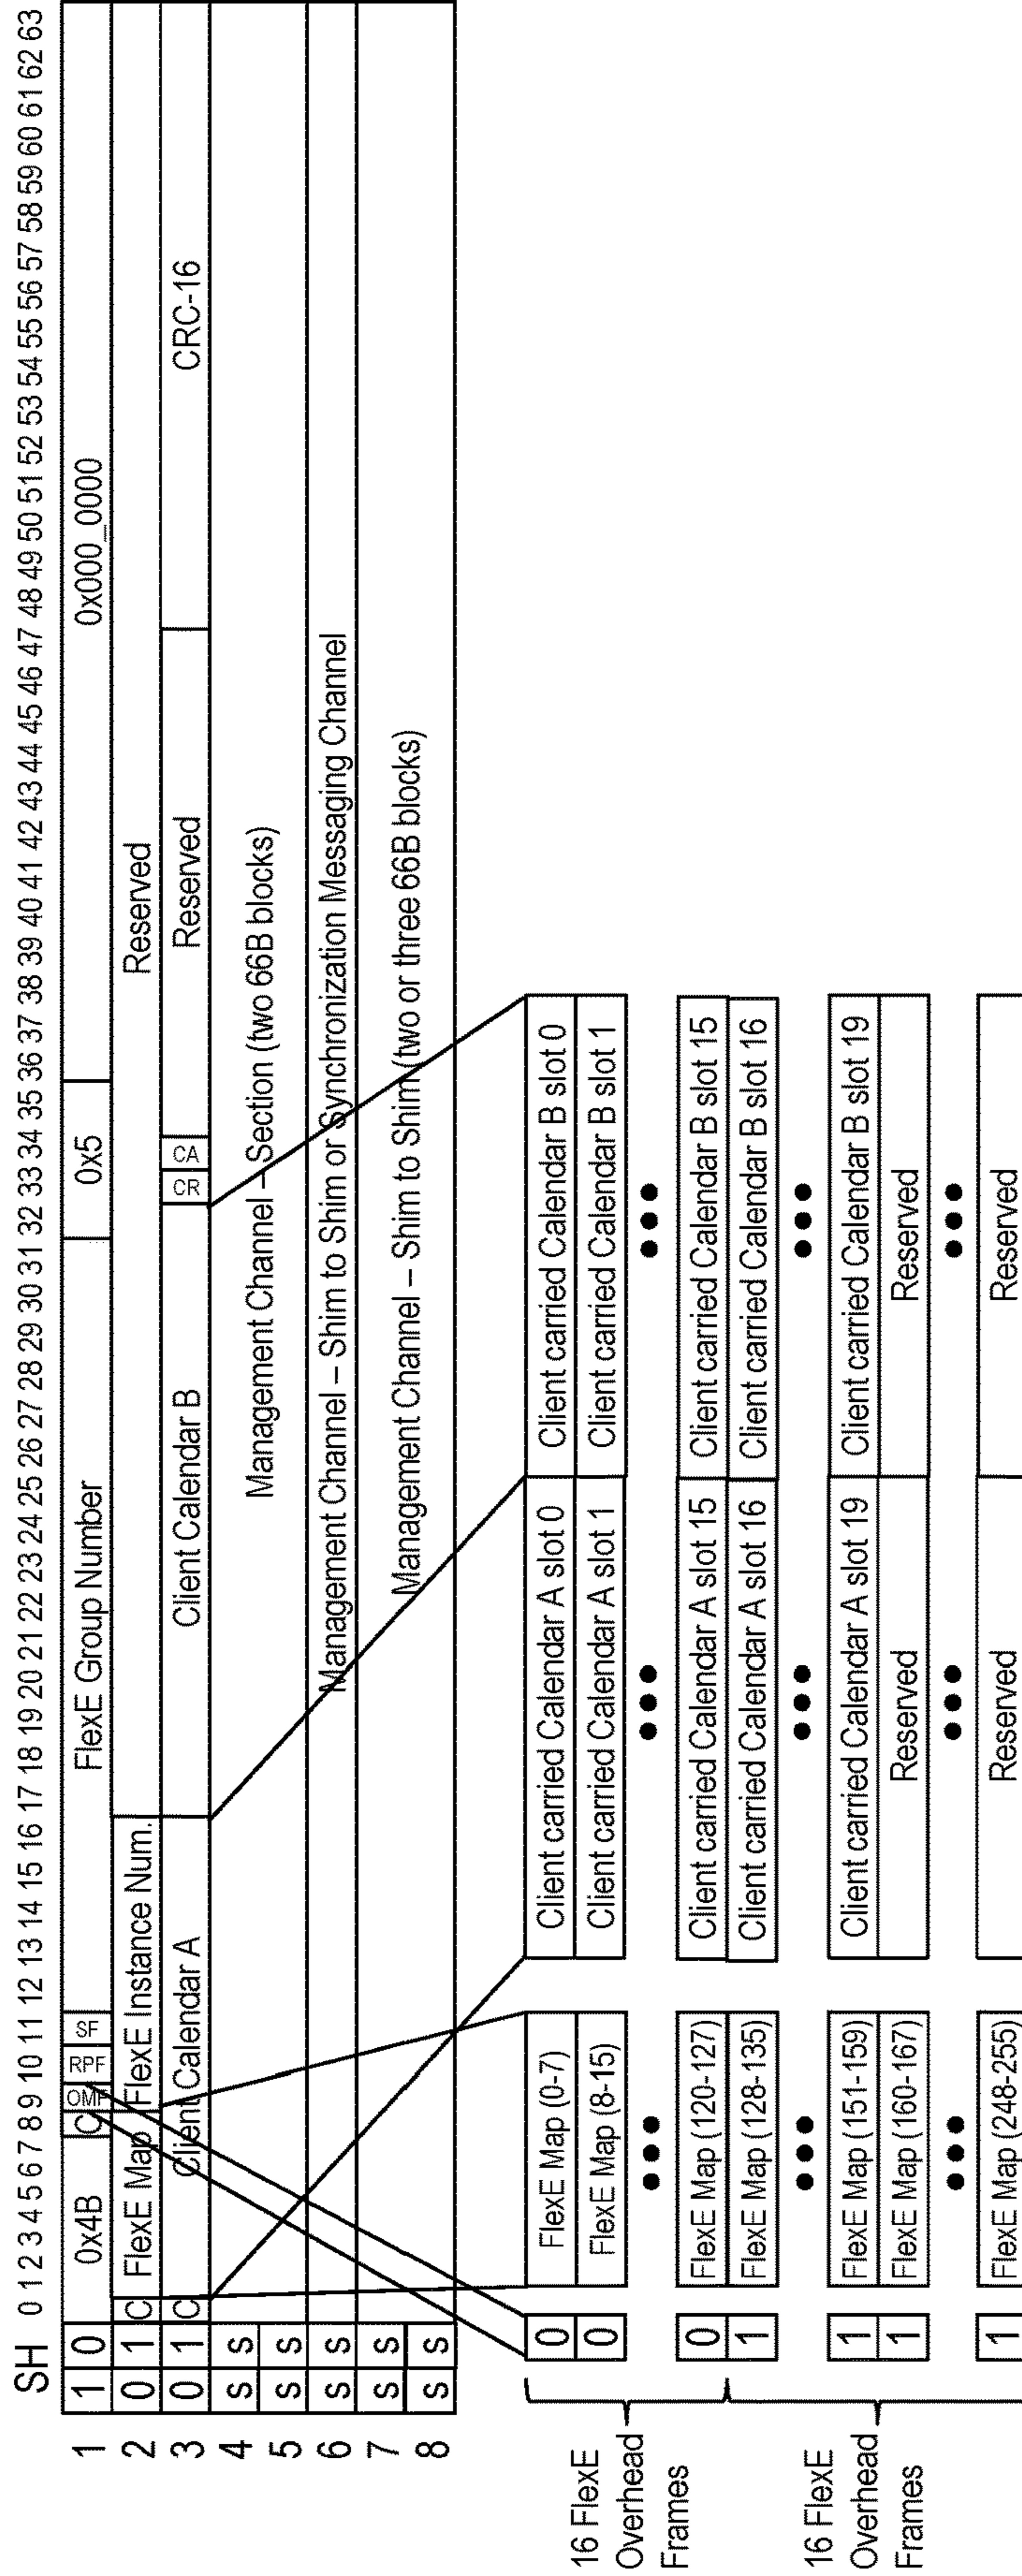 SH 0 1 2 3 4 5 6 7 8 9 10 11 12 13 14 15 16 17 18 19 20 21 22 23 24 25 26 27 28 29 30 31 32 33 34 35 36 37 38 39 40 41 42 43 44 45 46 47 48 49 50 51 52 53 54 55 56 57 58 59 60 61 62 63
1 1 0 0x4B C OMF RPF SF FlexE Group Number 0x5 0x000_0000
2 0 1 C FlexE Map FlexE Instance Num. Reserved
3 0 1 C Client Calendar A Client Calendar B CR CA Reserved CRC-16
4 s s
Management Channel – Section (two 66B blocks)
5 s s
6 s s Management Channel – Shim to Shim or Synchronization Messaging Channel
7 s s
Management Channel – Shim to Shim (two or three 66B blocks)
8 s s
0 FlexE Map (0-7) Client carried Calendar A slot 0 Client carried Calendar B slot 0
0 FlexE Map (8-15) Client carried Calendar A slot 1 Client carried Calendar B slot 1
16 FlexE
Overhead
Frames
0 FlexE Map (120-127) Client carried Calendar A slot 15 Client carried Calendar B slot 15
1 FlexE Map (128-135) Client carried Calendar A slot 16 Client carried Calendar B slot 16
16 FlexE
Overhead
Frames
1 FlexE Map (151-159) Client carried Calendar A slot 19 Client carried Calendar B slot 19
1 FlexE Map (160-167) Reserved Reserved
1 FlexE Map (248-255) Reserved Reserved